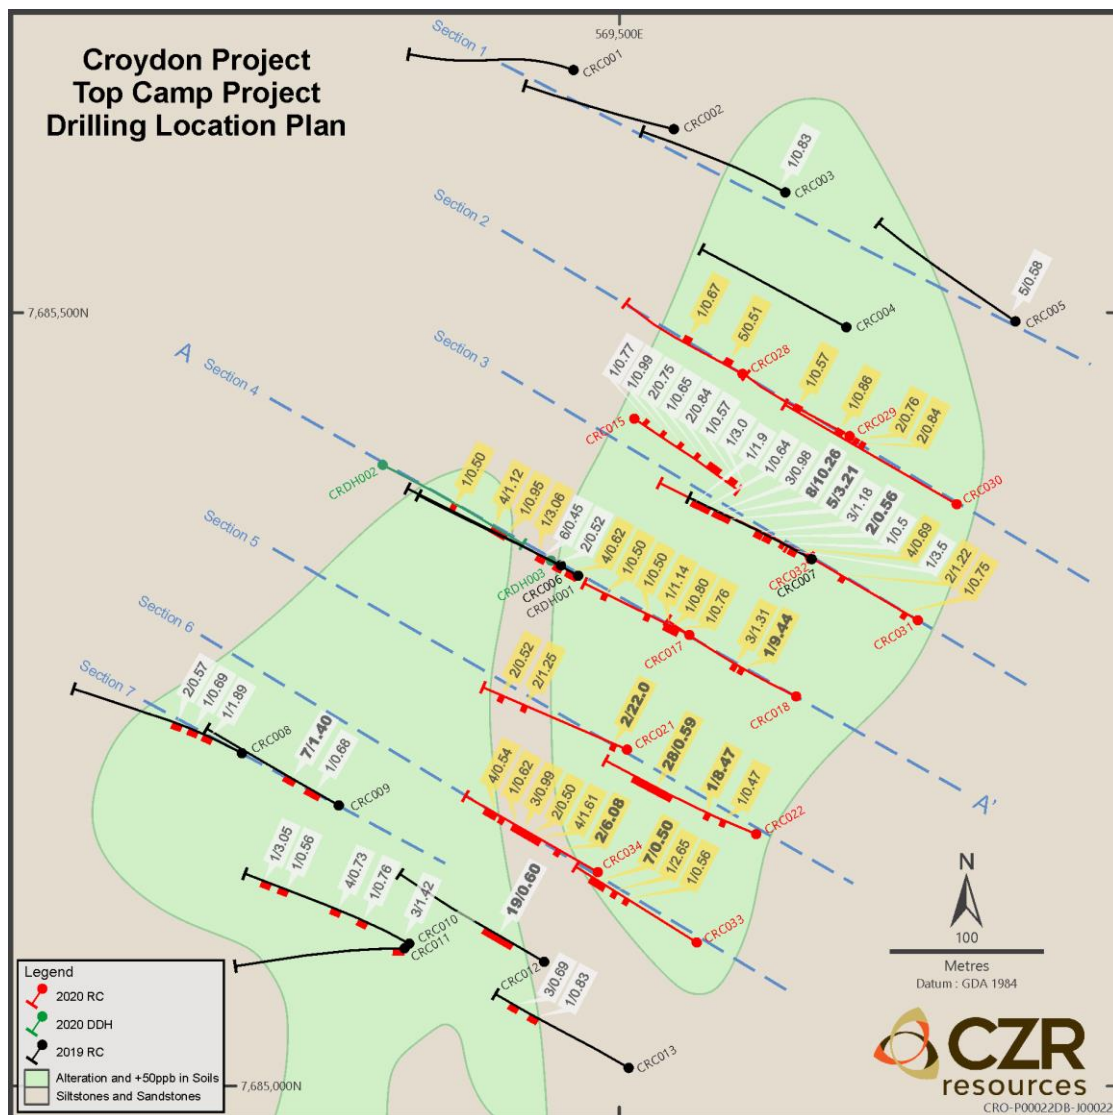 Croydon Project
Top Camp Project
Drilling Location Plan
569,500E
Section 1
CRC001
CRC002
1/0.83
CRC003
Section 2
5/0.58
CRC005
CRC004
7,685,500N
1/0.67
5/0.51
CRC028
Section 3
A
Section 4
1/0.77
1/0.99
2/0.75
1/0.65
2/0.84
1/0.57
1/3.0
1/1.9
1/0.64
3/0.98
8/10.26
5/3.21
3/1.18
2/0.56
1/0.5
4/0.69
1/3.5
2/1.22
1/0.75
1/0.57
1/0.86
CRC029
2/0.76
2/0.84
CRC030
CRC015
CRC032
CRC007
CRC031
CRDH002
1/0.50
4/1.12
1/0.95
1/3.06
6/0.45
2/0.52
4/0.62
1/0.50
1/0.50
1/1.14
1/0.80
1/0.76
3/1.31
1/9.44
CRDH003
CRC006
CRDH001
CRC017
CRC018
Section 5
Section 6
Section 7
2/0.52
2/1.25
2/22.0
CRC021
28/0.59
1/8.47
1/0.47
CRC022
A'
2/0.57
1/0.69
1/1.89
CRC008
7/1.40
1/0.68
CRC009
4/0.54
1/0.62
3/0.99
2/0.50
4/1.61
2/6.08
CRC034
7/0.50
1/2.65
1/0.56
CRC033
1/3.05
1/0.56
4/0.73
1/0.76
3/1.42
CRC010
CRC011
19/0.60
CRC012
3/0.69
1/0.83
CRC013
N
100
Metres
Datum : GDA 1984
Legend
2020 RC
2020 DDH
2019 RC
Alteration and +50ppb in Soils
Siltstones and Sandstones
7,685,000N
CZR
resources
CRO-P00022DB-J00022